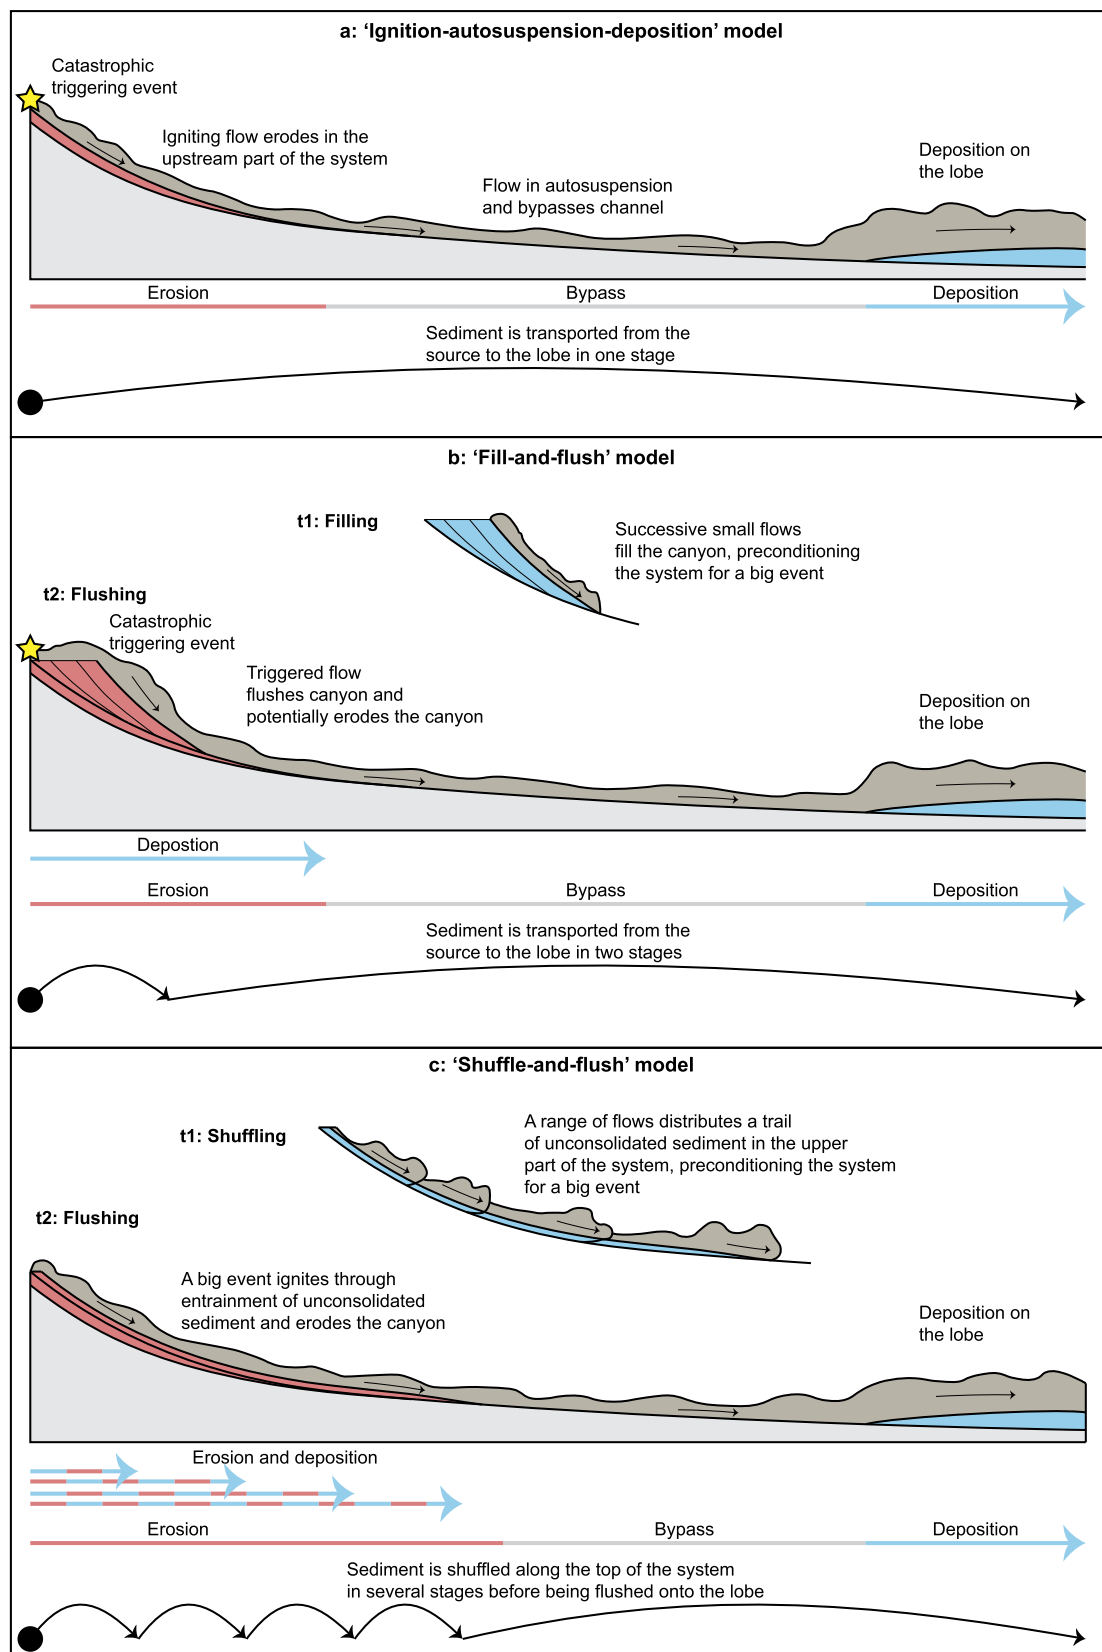 a: ‘Ignition-autosuspension-deposition’ model
Catastrophic
triggering event
Igniting flow erodes in the
upstream part of the system
Flow in autosuspension
and bypasses channel
Deposition on
the lobe
Erosion
Bypass
Deposition
Sediment is transported from the
source to the lobe in one stage
b: ‘Fill-and-flush’ model
t1: Filling
Successive small flows
fill the canyon, preconditioning
the system for a big event
t2: Flushing
Catastrophic
triggering event
Triggered flow
flushes canyon and
potentially erodes the canyon
Deposition on
the lobe
Depostion
Erosion
Bypass
Deposition
Sediment is transported from the
source to the lobe in two stages
c: ‘Shuffle-and-flush’ model
t1: Shuffling
A range of flows distributes a trail
of unconsolidated sediment in the upper
part of the system, preconditioning the system
for a big event
t2: Flushing
A big event ignites through
entrainment of unconsolidated
sediment and erodes the canyon
Deposition on
the lobe
Erosion and deposition
Erosion
Bypass
Deposition
Sediment is shuffled along the top of the system
in several stages before being flushed onto the lobe